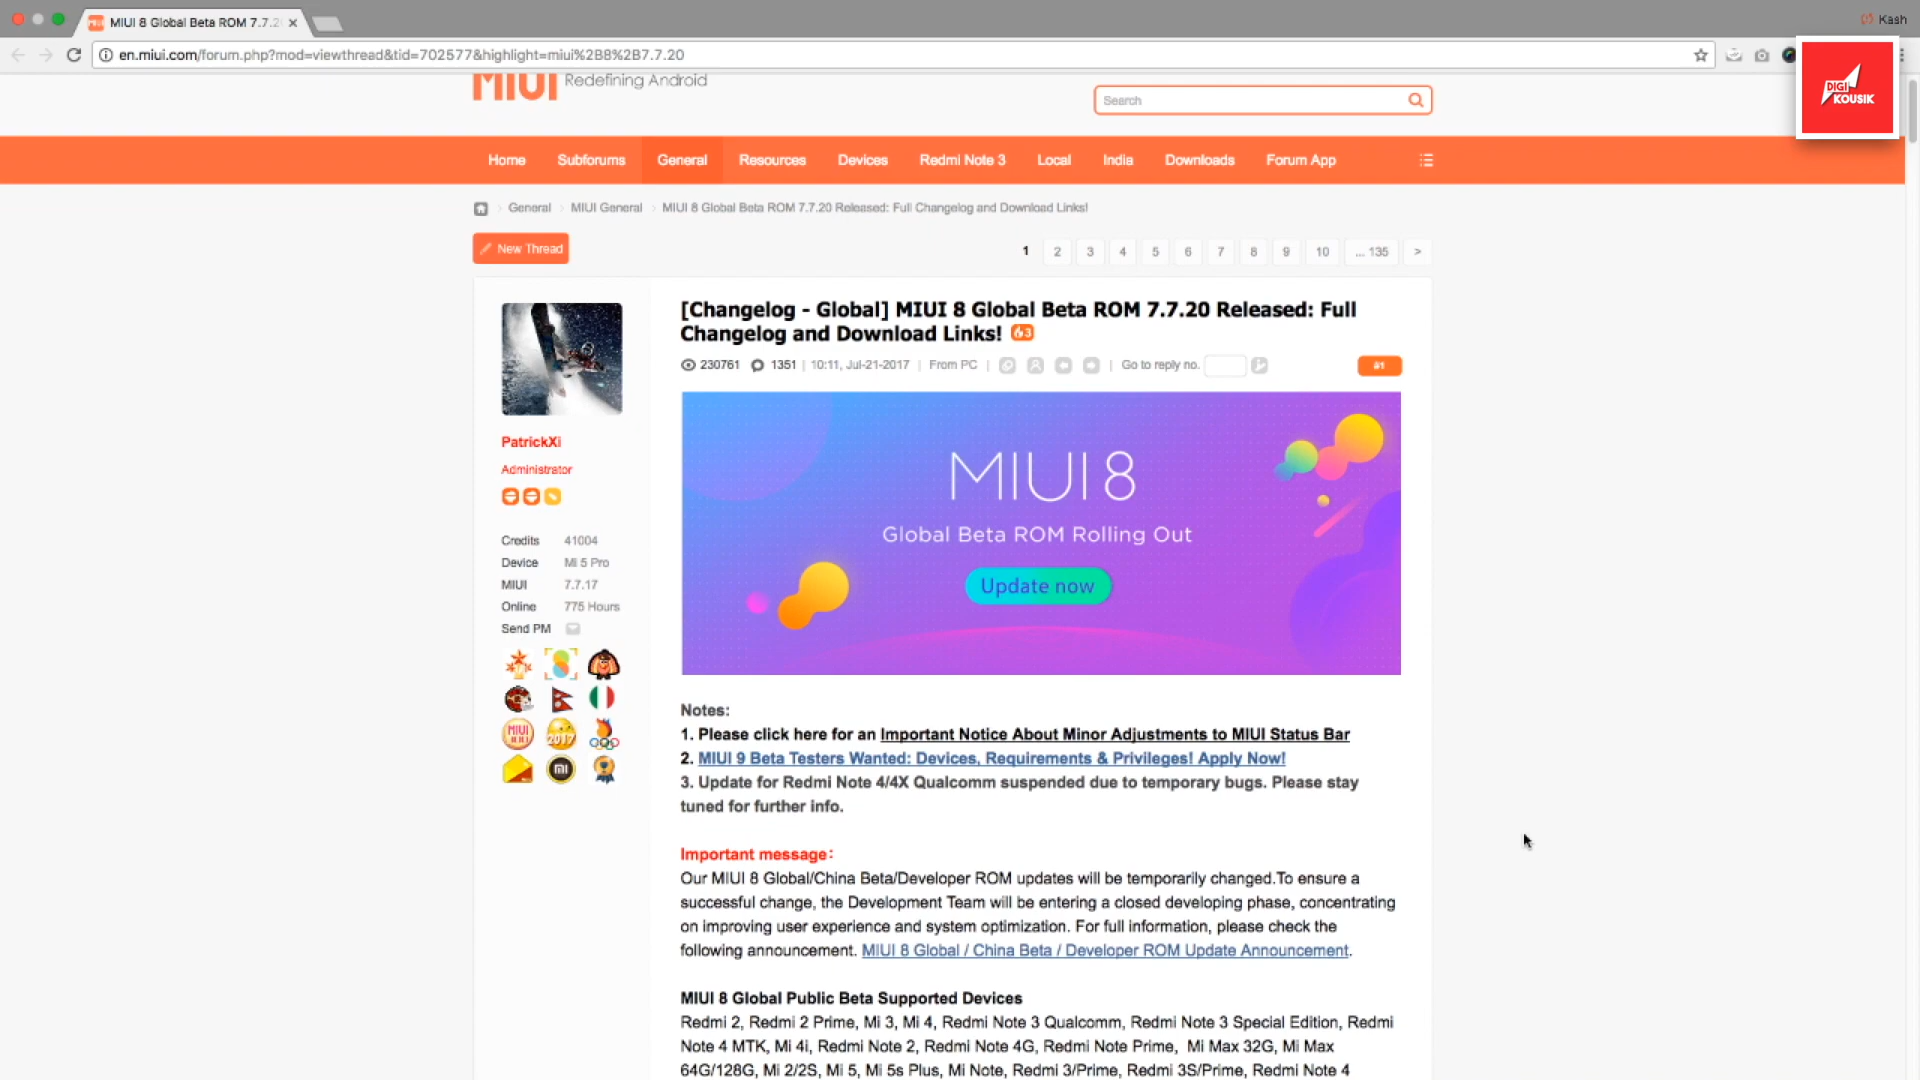 MIUI 8 Global Beta ROM 7.7.2
Kash
en.miui.com/forum.php?mod=viewthread&tid=702577&highlight=miui%2B8%2B7.7.20
DIGI
KOUSIK
MIUI Redefining Android
Search
Home Subforums General Resources Devices Redmi Note 3 Local India Downloads Forum App
General MIUI General MIUI 8 Global Beta ROM 7.7.20 Released: Full Changelog and Download Links!
New Thread
1 2 3 4 5 6 7 8 9 10 ... 135 >
[Changelog - Global] MIUI 8 Global Beta ROM 7.7.20 Released: Full
Changelog and Download Links! 3
230761 1351 | 10:11, Jul-21-2017 | From PC | | Go to reply no.
#1
MIUI 8
Global Beta ROM Rolling Out
Update now
PatrickXi
Administrator
Credits 41004
Device Mi 5 Pro
MIUI 7.7.17
Online 775 Hours
Send PM
MIUI
2017
Notes:
1. Please click here for an Important Notice About Minor Adjustments to MIUI Status Bar
2. MIUI 9 Beta Testers Wanted: Devices, Requirements & Privileges! Apply Now!
3. Update for Redmi Note 4/4X Qualcomm suspended due to temporary bugs. Please stay
tuned for further info.
Important message:
Our MIUI 8 Global/China Beta/Developer ROM updates will be temporarily changed.To ensure a
successful change, the Development Team will be entering a closed developing phase, concentrating
on improving user experience and system optimization. For full information, please check the
following announcement. MIUI 8 Global / China Beta / Developer ROM Update Announcement.
MIUI 8 Global Public Beta Supported Devices
Redmi 2, Redmi 2 Prime, Mi 3, Mi 4, Redmi Note 3 Qualcomm, Redmi Note 3 Special Edition, Redmi
Note 4 MTK, Mi 4i, Redmi Note 2, Redmi Note 4G, Redmi Note Prime, Mi Max 32G, Mi Max
64G/128G, Mi 2/2S, Mi 5, Mi 5s Plus, Mi Note, Redmi 3/Prime, Redmi 3S/Prime, Redmi Note 4